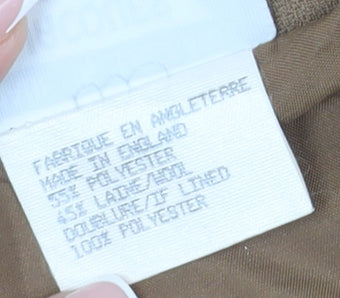 FABRIQUE EN ANGLETERRE
MADE IN ENGLAND
55% POLYESTER
45% LAINE/WOOL
DOUBLURE/IF LINED
100% POLYESTER